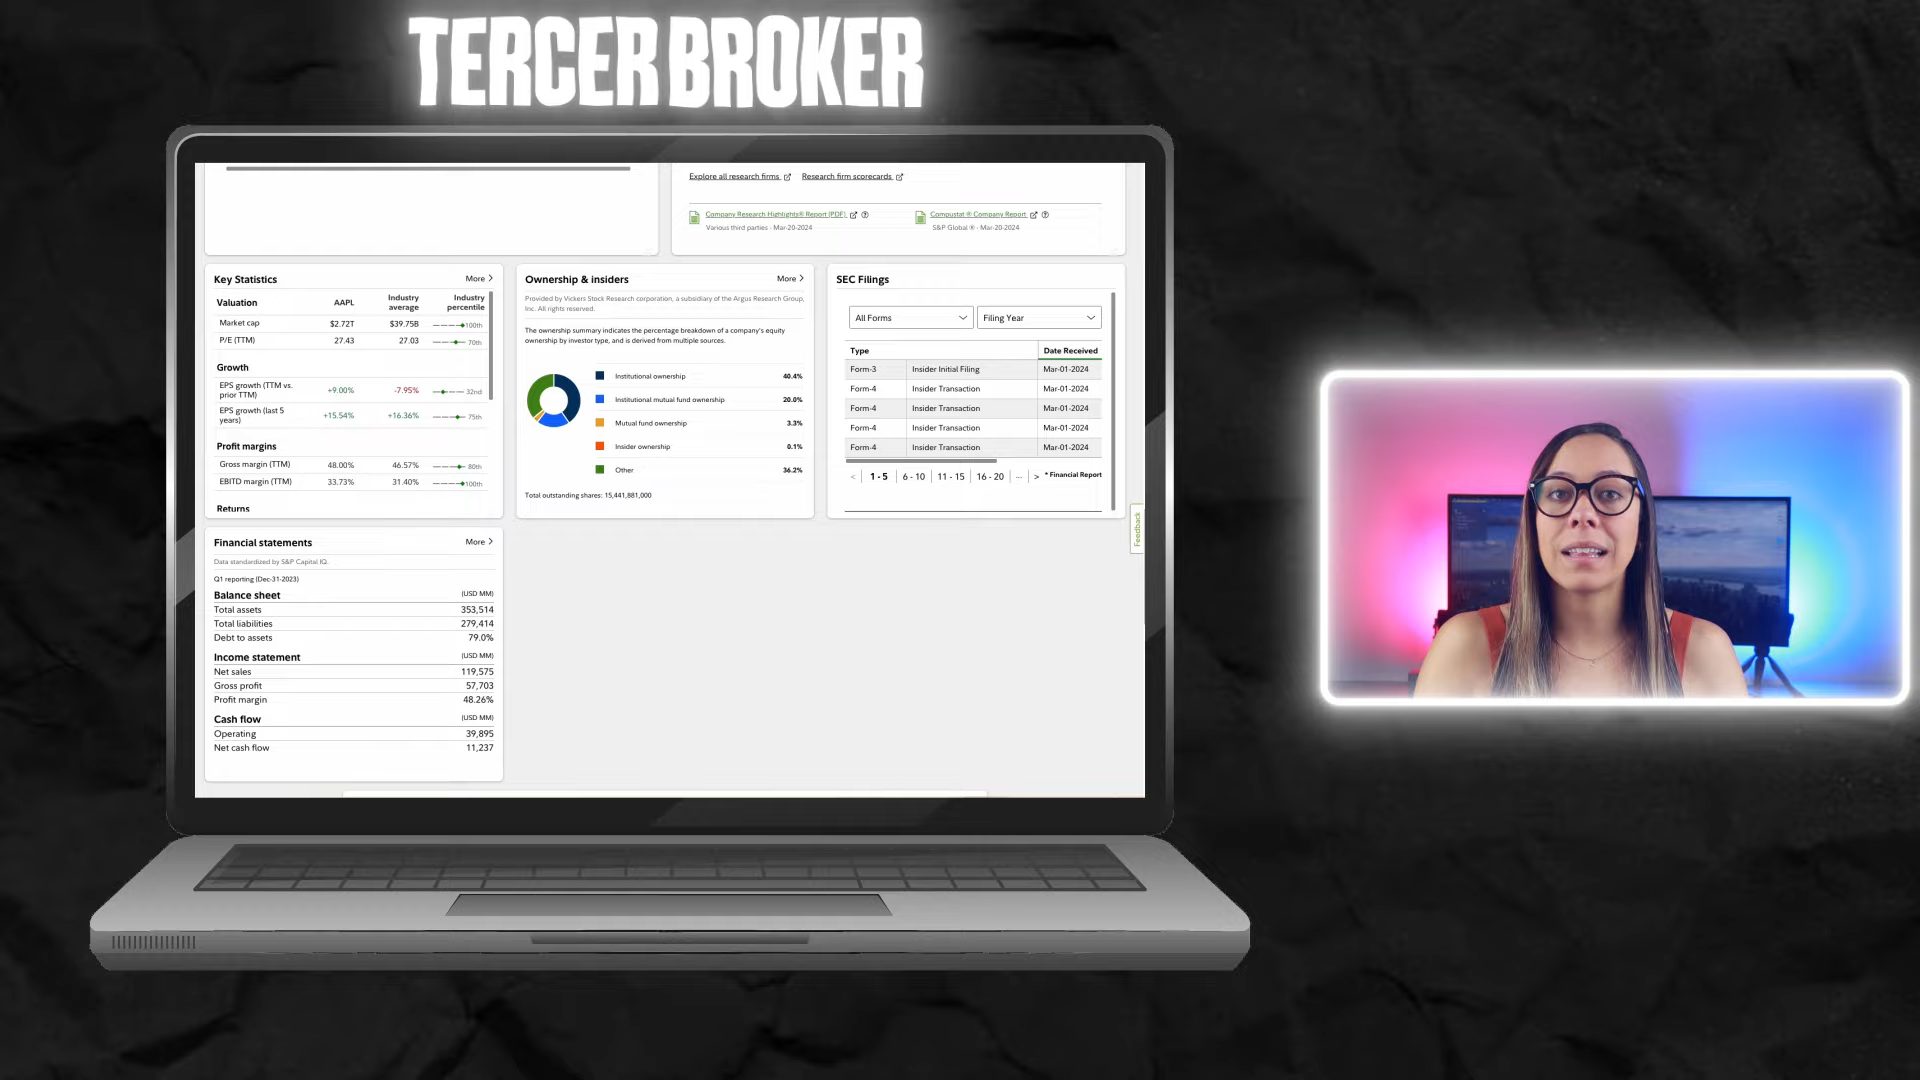 TERCER BROKER
Explore all research firms
Research firm scorecards
Company Research Highlights® Report (PDF)
Various third parties - Mar-20-2024
Compustat ® Company Report
S&P Global ® - Mar-20-2024
Key Statistics
More
Valuation AAPL Industry average Industry percentile
Market cap $2.72T $39.75B 100th
P/E (TTM) 27.43 27.03 70th
Growth
EPS growth (TTM vs. prior TTM) +9.00% -7.95% 32nd
EPS growth (last 5 years) +15.54% +16.36% 75th
Profit margins
Gross margin (TTM) 48.00% 46.57% 80th
EBITD margin (TTM) 33.73% 31.40% 100th
Returns
Ownership & insiders
More
Provided by Vickers Stock Research corporation, a subsidiary of the Argus Research Group,
Inc. All rights reserved.
The ownership summary indicates the percentage breakdown of a company's equity
ownership by investor type, and is derived from multiple sources.
Institutional ownership 40.4%
Institutional mutual fund ownership 20.0%
Mutual fund ownership 3.3%
Insider ownership 0.1%
Other 36.2%
Total outstanding shares: 15,441,881,000
SEC Filings
All Forms
Filing Year
Type Date Received
Form-3 Insider Initial Filing Mar-01-2024
Form-4 Insider Transaction Mar-01-2024
Form-4 Insider Transaction Mar-01-2024
Form-4 Insider Transaction Mar-01-2024
Form-4 Insider Transaction Mar-01-2024
< 1 - 5 6 - 10 11 - 15 16 - 20 ... > * Financial Report
Feedback
Financial statements
More
Data standardized by S&P Capital IQ.
Q1 reporting (Dec-31-2023)
Balance sheet (USD MM)
Total assets 353,514
Total liabilities 279,414
Debt to assets 79.0%
Income statement (USD MM)
Net sales 119,575
Gross profit 57,703
Profit margin 48.26%
Cash flow (USD MM)
Operating 39,895
Net cash flow 11,237